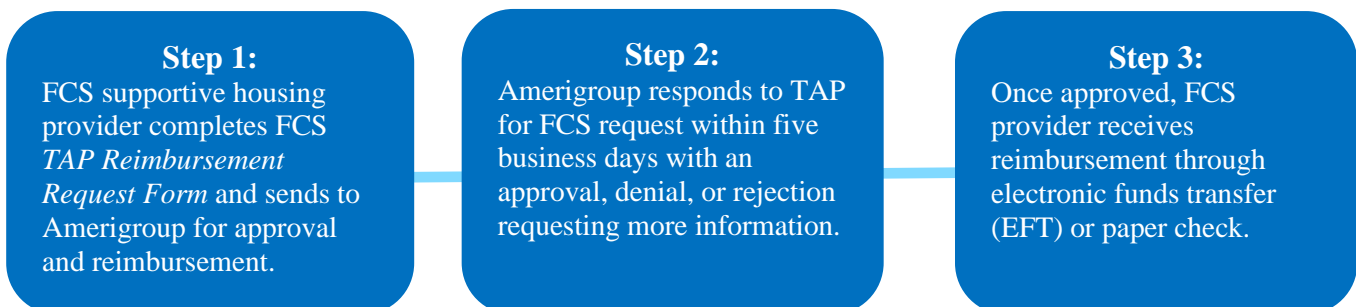 Step 1:
FCS supportive housing
provider completes FCS
TAP Reimbursement
Request Form and sends to
Amerigroup for approval
and reimbursement.
Step 2:
Amerigroup responds to TAP
for FCS request within five
business days with an
approval, denial, or rejection
requesting more information.
Step 3:
Once approved, FCS
provider receives
reimbursement through
electronic funds transfer
(EFT) or paper check.